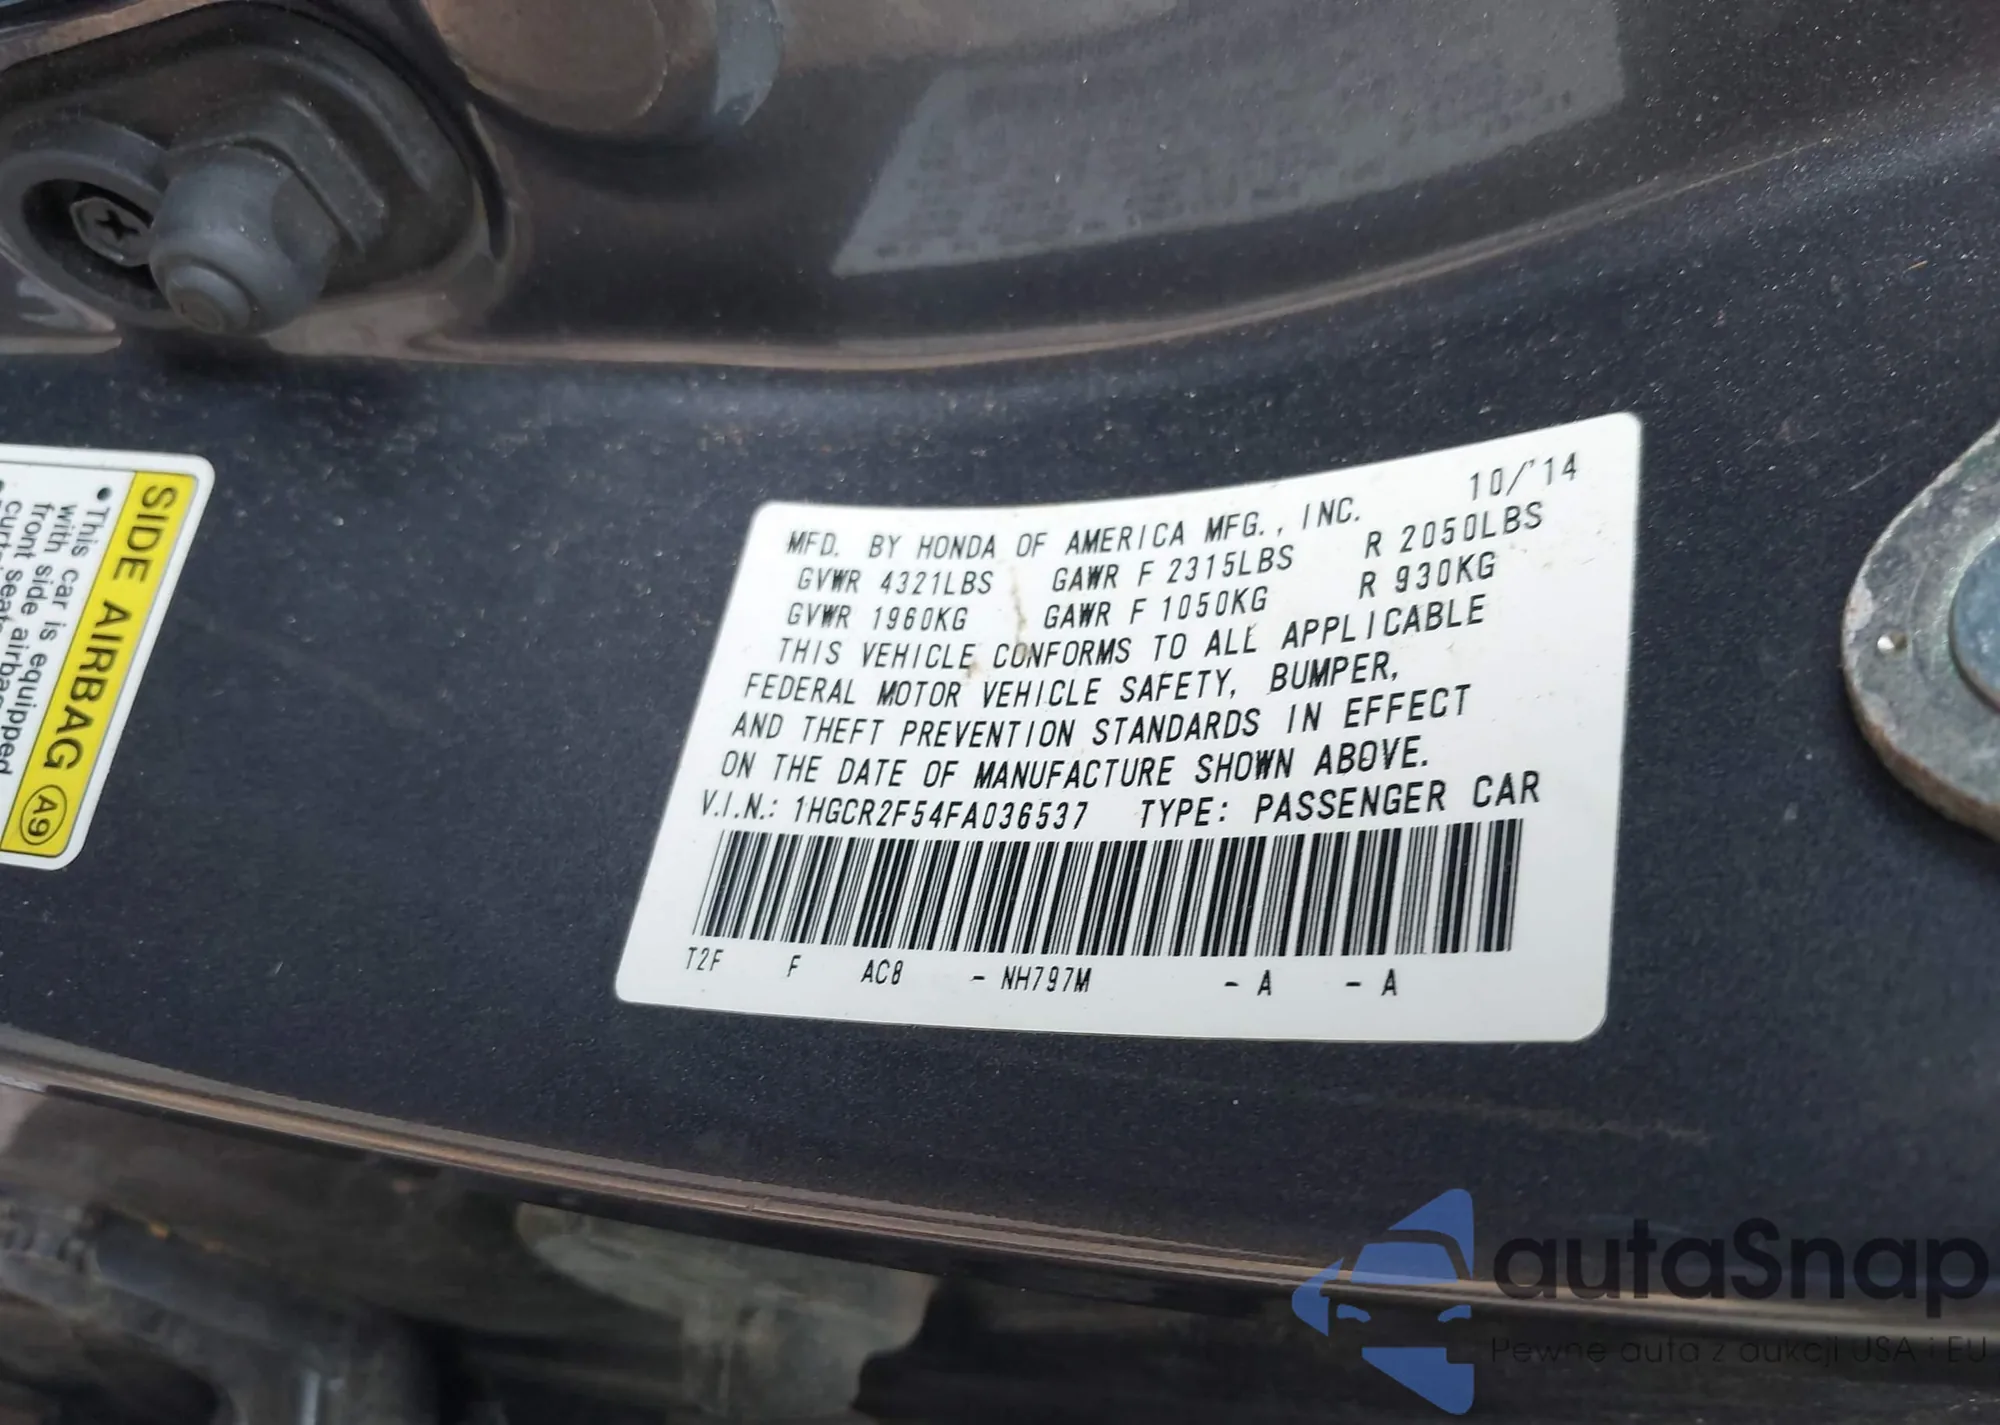 10/'14
MFD. BY HONDA OF AMERICA MFG., INC.
GVWR 4321LBS GAWR F 2315LBS R 2050LBS
GVWR 1960KG GAWR F 1050KG R 930KG
THIS VEHICLE CONFORMS TO ALL APPLICABLE
FEDERAL MOTOR VEHICLE SAFETY, BUMPER,
AND THEFT PREVENTION STANDARDS IN EFFECT
ON THE DATE OF MANUFACTURE SHOWN ABOVE.
V.I.N.: 1HGCR2F54FA036537 TYPE: PASSENGER CAR
T2F F AC8 - NH797M - A - A
SIDE AIRBAG A9
• This car is equipped
with front side airbags
front seat
autaSnap
Pewne auta z aukcji USA i EU